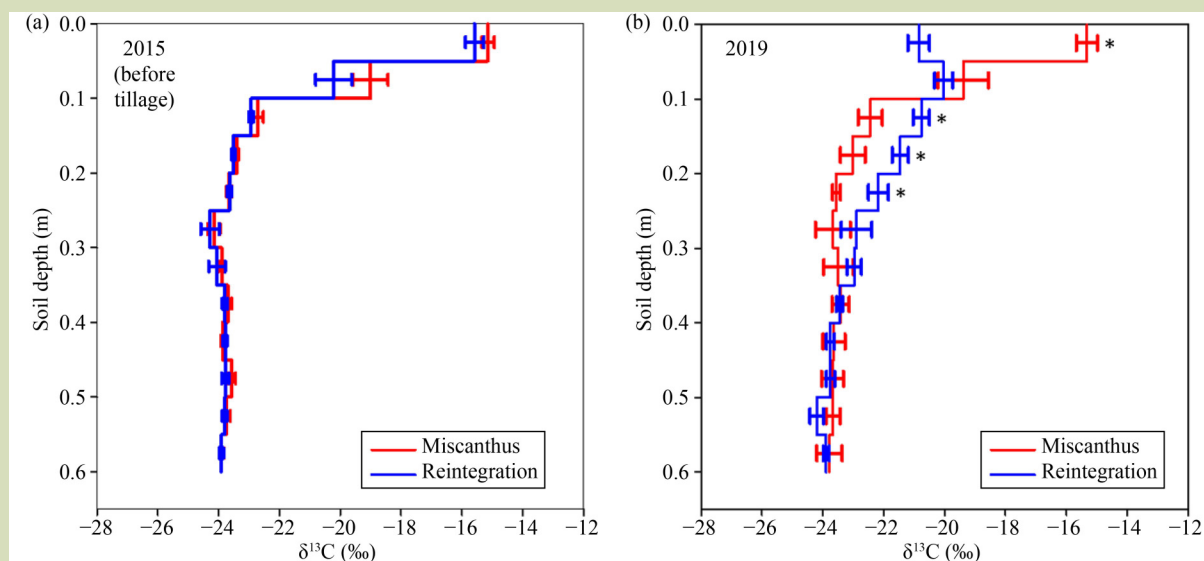 (a)
2015
(before
tillage)
Soil depth (m)
0.0
0.1
0.2
0.3
0.4
0.5
0.6
Miscanthus
Reintegration
−28 −26 −24 −22 −20 −18 −16 −14 −12
δ¹³C (‰)
(b)
2019
Soil depth (m)
0.0
0.1
0.2
0.3
0.4
0.5
0.6
*
*
*
*
Miscanthus
Reintegration
−28 −26 −24 −22 −20 −18 −16 −14 −12
δ¹³C (‰)